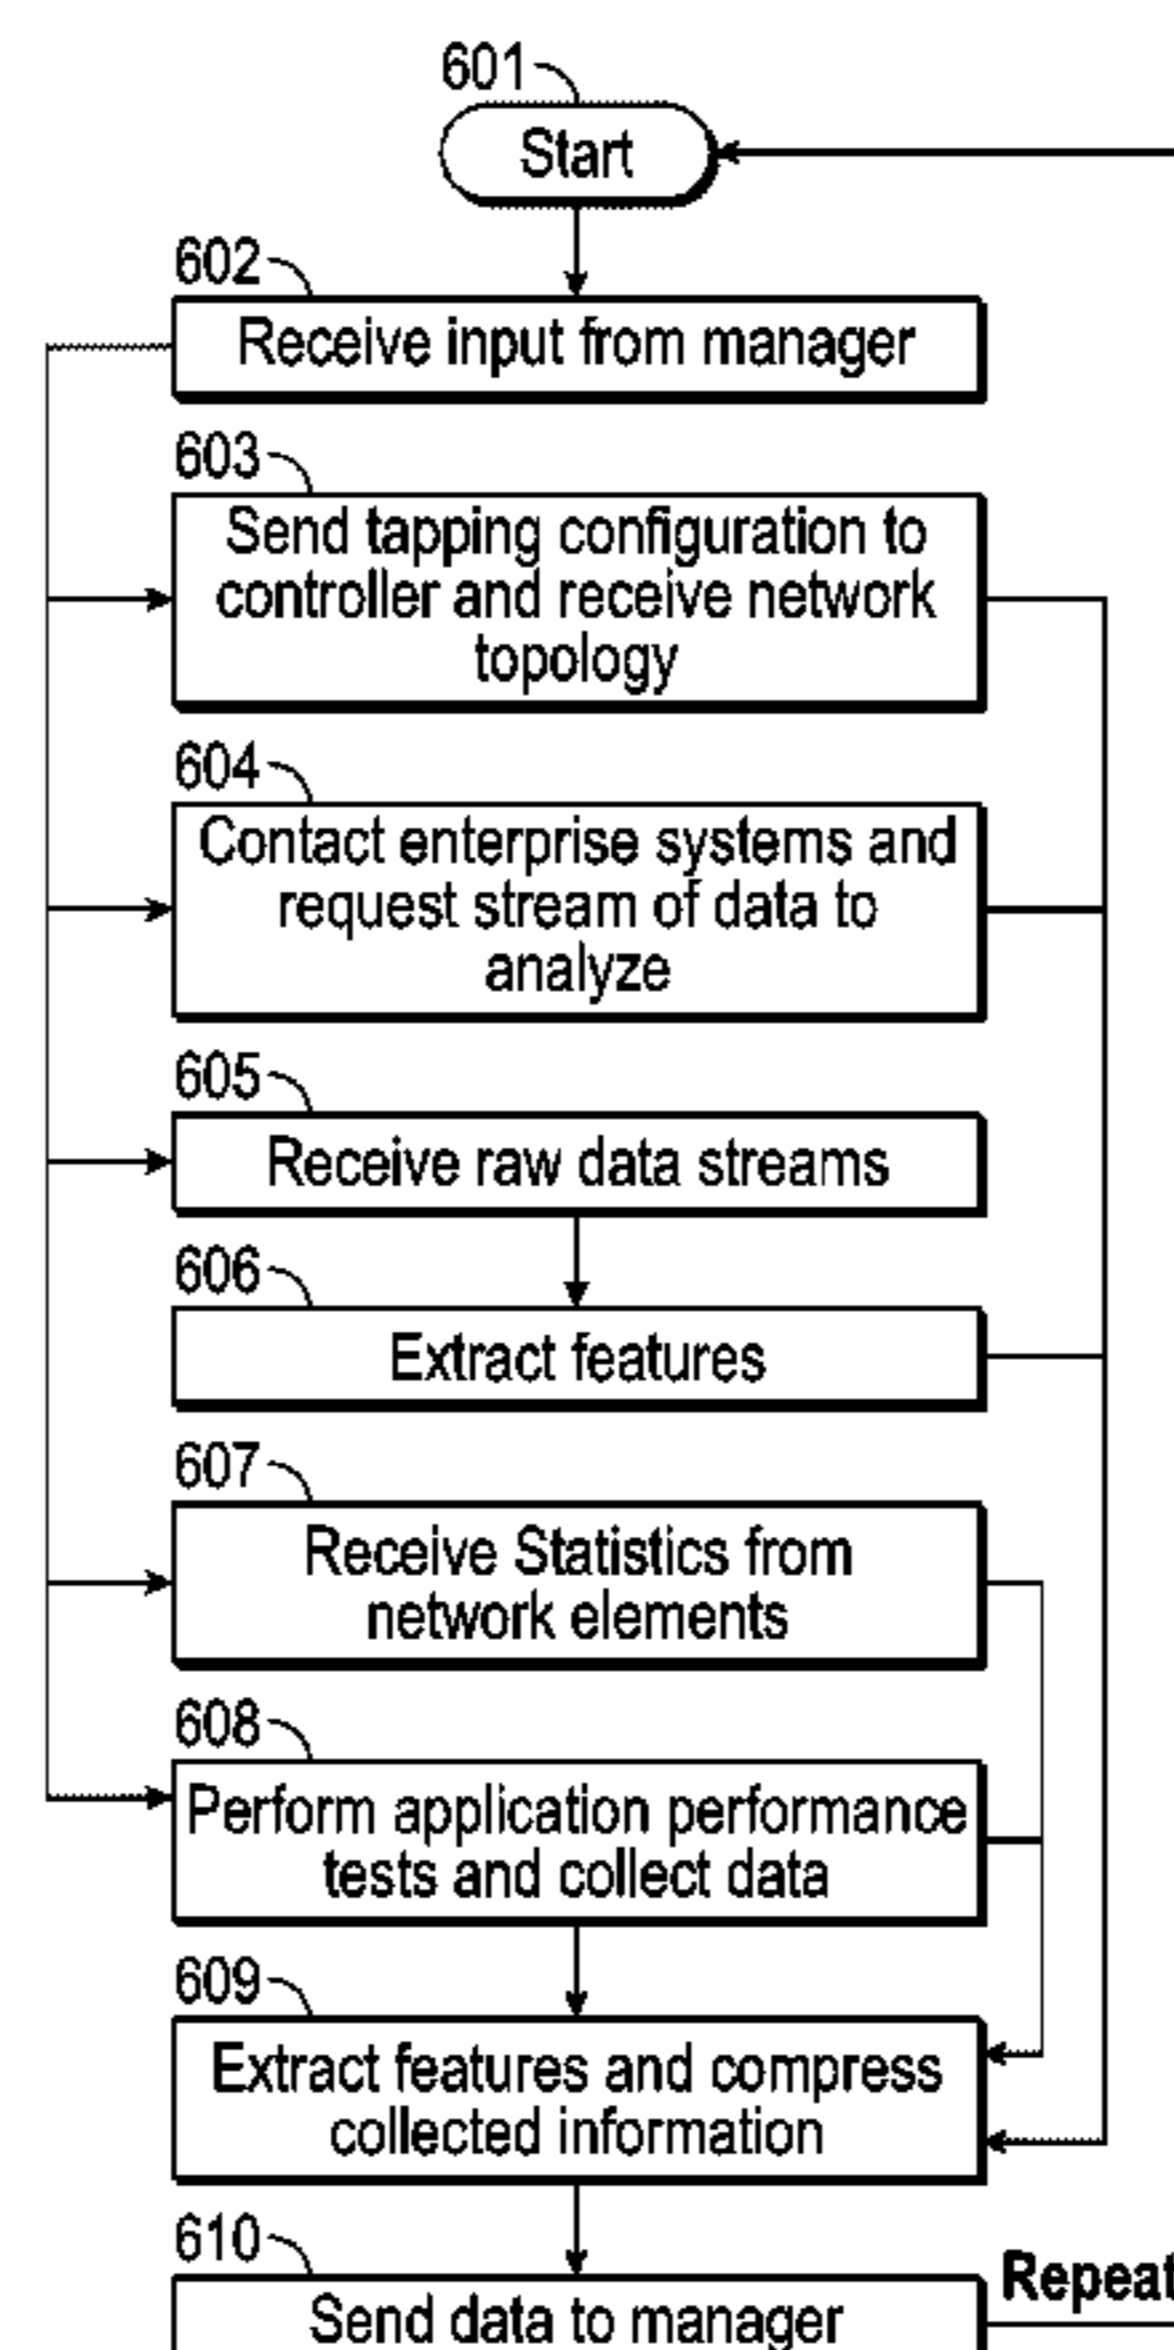 601
Start
602
Receive input from manager
603
Send tapping configuration to
controller and receive network
topology
604
Contact enterprise systems and
request stream of data to
analyze
605
Receive raw data streams
606
Extract features
607
Receive Statistics from
network elements
608
Perform application performance
tests and collect data
609
Extract features and compress
collected information
610
Repeat
Send data to manager